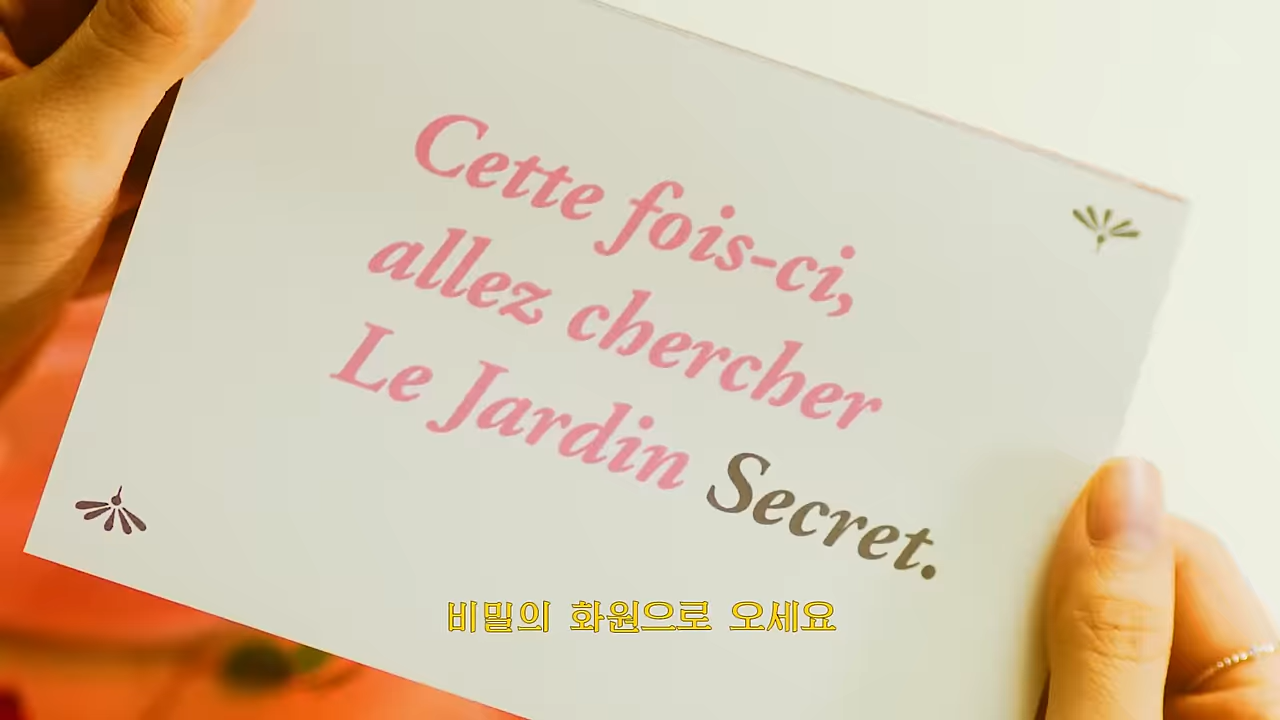 Cette fois-ci,
allez chercher
Le Jardin Secret.
비밀의 화원으로 오세요